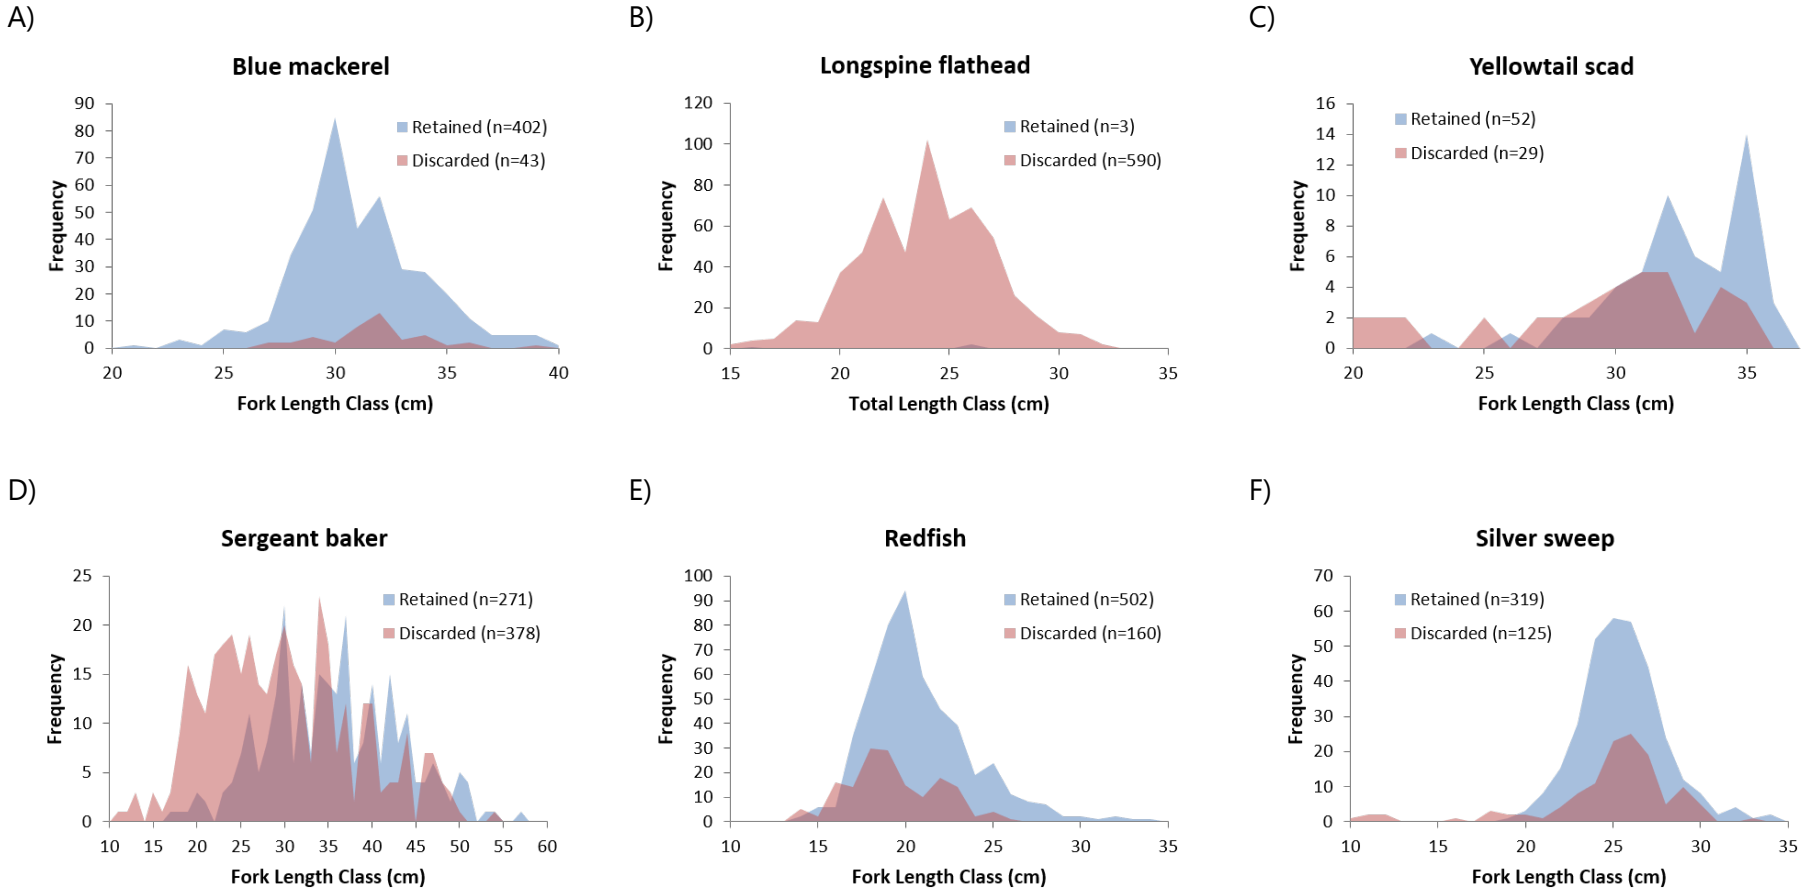 A)
Blue mackerel
90
80
70
60
50
40
30
20
10
0
Frequency
Retained (n=402)
Discarded (n=43)
20 25 30 35 40
Fork Length Class (cm)
B)
Longspine flathead
120
100
80
60
40
20
0
Frequency
Retained (n=3)
Discarded (n=590)
15 20 25 30 35
Total Length Class (cm)
C)
Yellowtail scad
16
14
12
10
8
6
4
2
0
Frequency
Retained (n=52)
Discarded (n=29)
20 25 30 35
Fork Length Class (cm)
D)
Sergeant baker
25
20
15
10
5
0
Frequency
Retained (n=271)
Discarded (n=378)
10 15 20 25 30 35 40 45 50 55 60
Fork Length Class (cm)
E)
Redfish
100
90
80
70
60
50
40
30
20
10
0
Frequency
Retained (n=502)
Discarded (n=160)
10 15 20 25 30 35
Fork Length Class (cm)
F)
Silver sweep
70
60
50
40
30
20
10
0
Frequency
Retained (n=319)
Discarded (n=125)
10 15 20 25 30 35
Fork Length Class (cm)